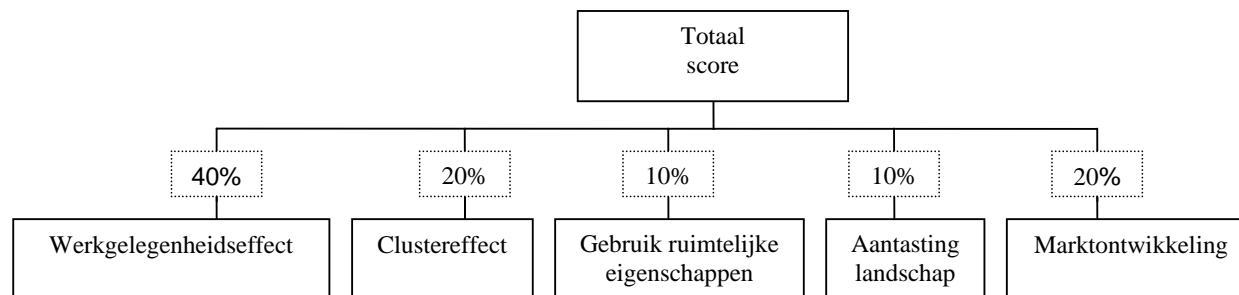 Totaal
score
40%
20%
10%
10%
20%
Werkgelegenheidseffect
Clustereffect
Gebruik ruimtelijke
eigenschappen
Aantasting
landschap
Marktontwikkeling